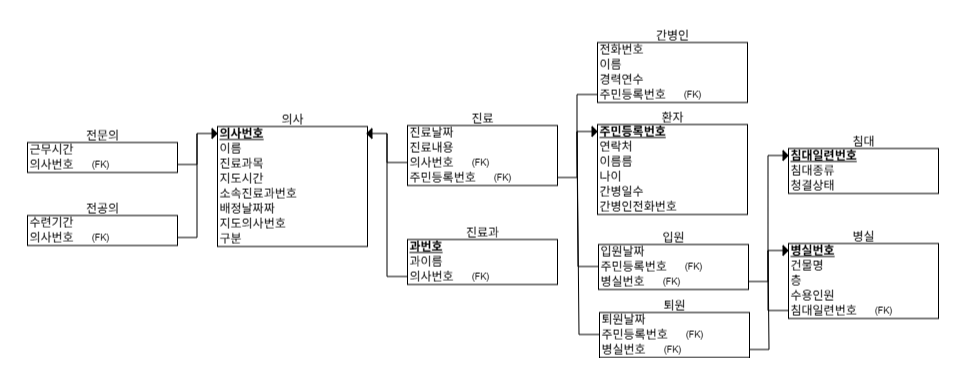 전문의
근무시간
의사번호 (FK)
전공의
수련기간
의사번호 (FK)
의사
의사번호
이름
진료과목
지도시간
소속진료과번호
배정날짜짜
지도의사번호
구분
진료
진료날짜
진료내용
의사번호 (FK)
주민등록번호 (FK)
진료과
과번호
과이름
의사번호 (FK)
간병인
전화번호
이름
경력연수
주민등록번호 (FK)
환자
주민등록번호
연락처
이름름
나이
간병일수
간병인전화번호
입원
입원날짜
주민등록번호 (FK)
병실번호 (FK)
퇴원
퇴원날짜
주민등록번호 (FK)
병실번호 (FK)
침대
침대일련번호
침대종류
청결상태
병실
병실번호
건물명
층
수용인원
침대일련번호 (FK)